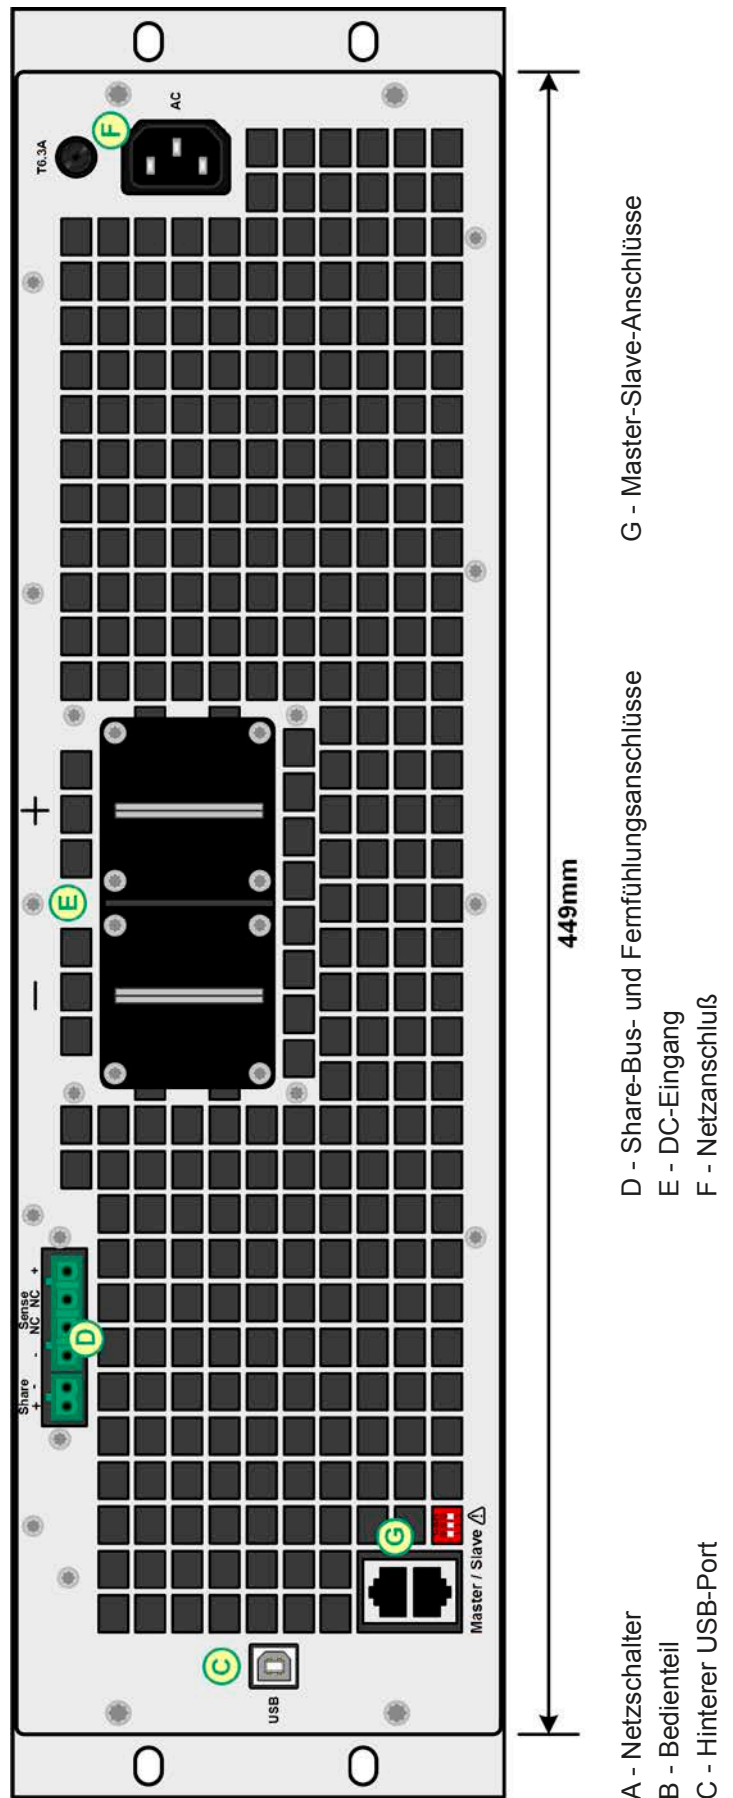 USB
C
Share
+ -
Sense
- NC NC +
D
Master / Slave
G
−
E
+
T6.3A
F
AC
449mm
A - Netzschalter
B - Bedienteil
C - Hinterer USB-Port
D - Share-Bus- und Fernfühlungsanschlüsse
E - DC-Eingang
F - Netzanschluß
G - Master-Slave-Anschlüsse